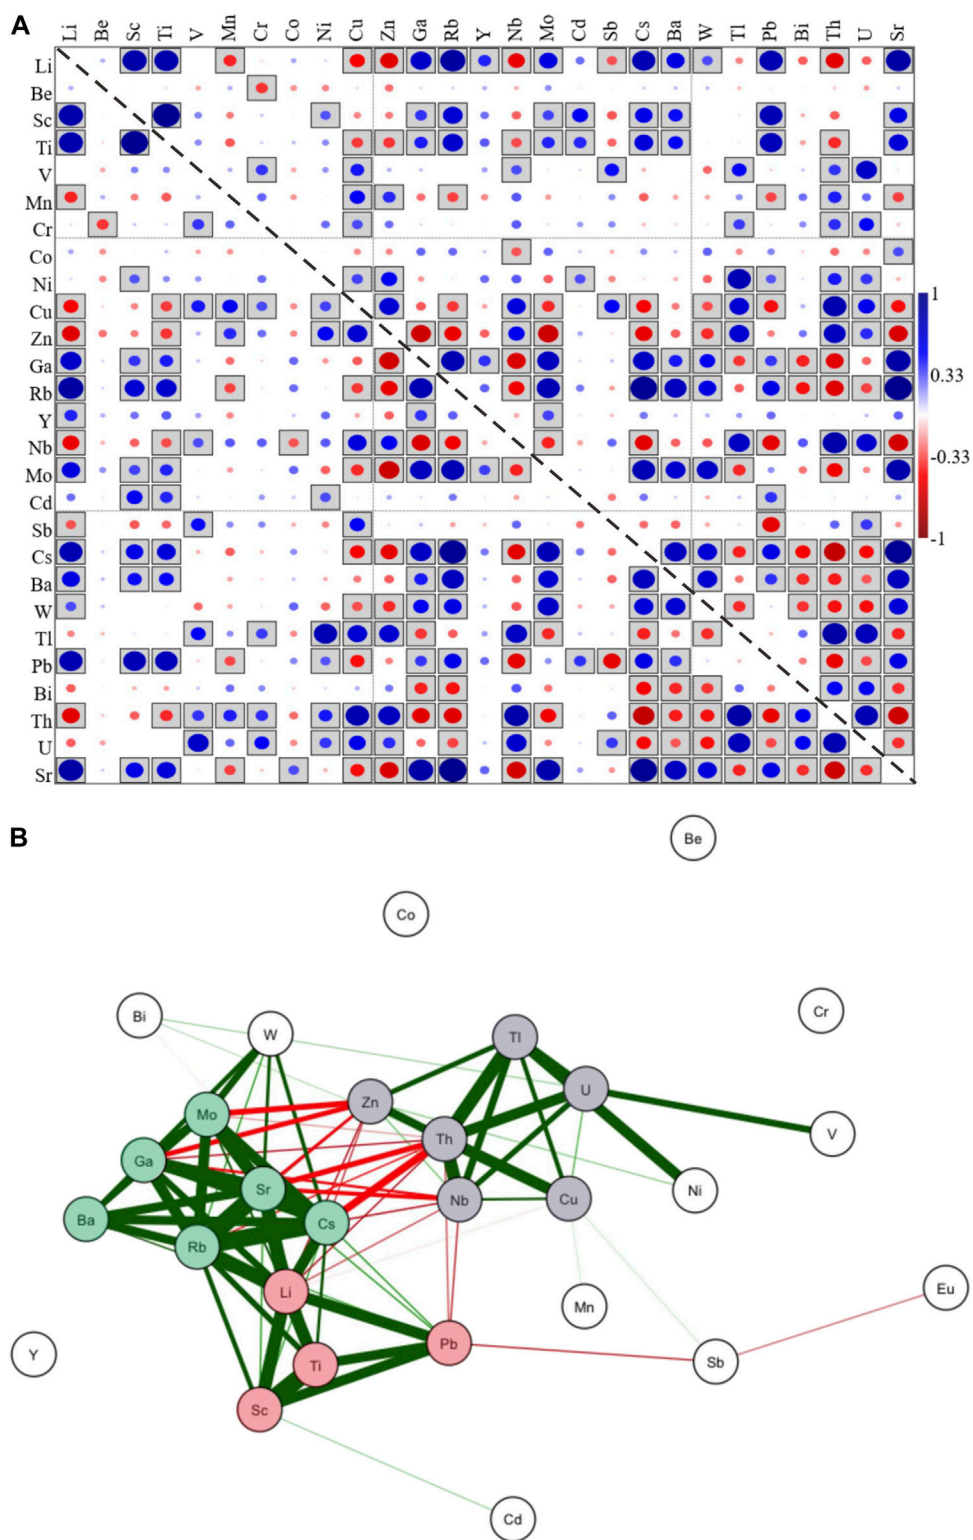 A
Li Be Sc Ti V Mn Cr Co Ni Cu Zn Ga Rb Y Nb Mo Cd Sb Cs Ba W Tl Pb Bi Th U Sr
Li
Be
Sc
Ti
V
Mn
Cr
Co
Ni
Cu
Zn
Ga
Rb
Y
Nb
Mo
Cd
Sb
Cs
Ba
W
Tl
Pb
Bi
Th
U
Sr
1
0.33
-0.33
-1
B
Be
Co
Cr
Bi
W
Tl
U
Zn
Mo
Th
V
Ga
Sr
Nb
Cu
Ni
Ba
Cs
Rb
Li
Mn
Eu
Y
Ti
Pb
Sb
Sc
Cd